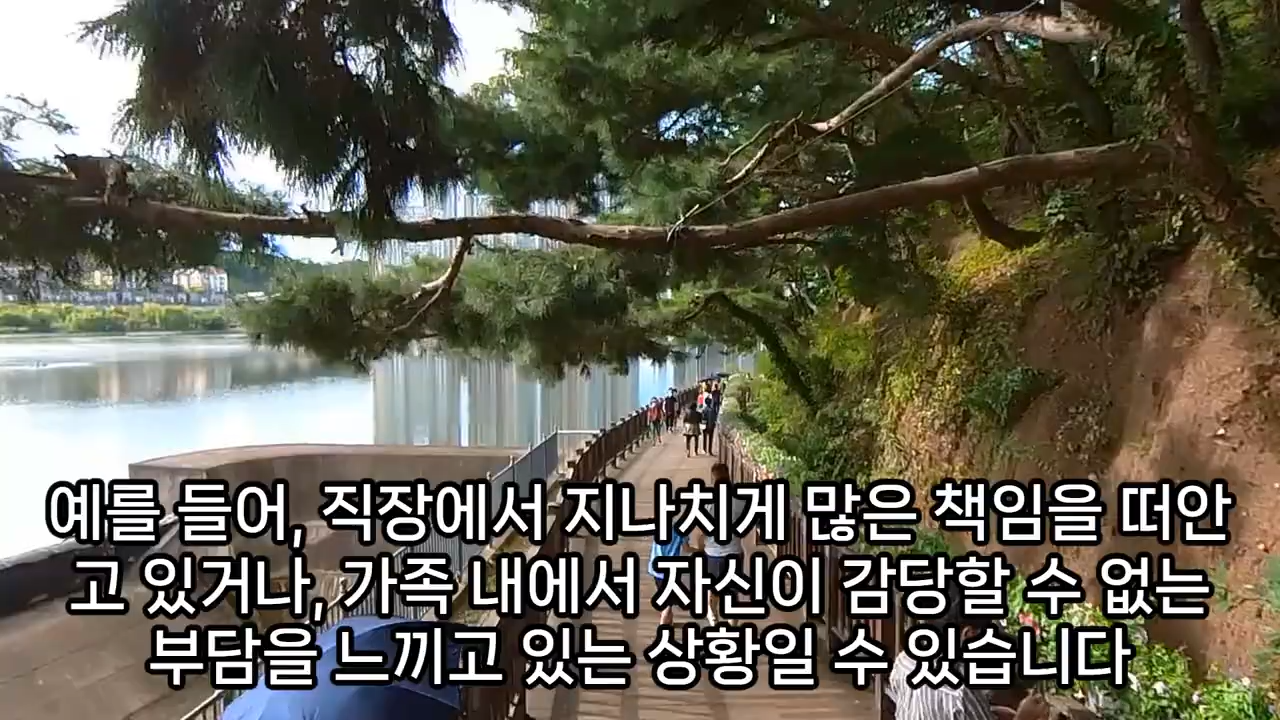 예를 들어, 직장에서 지나치게 많은 책임을 떠안
고 있거나, 가족 내에서 자신이 감당할 수 없는
부담을 느끼고 있는 상황일 수 있습니다